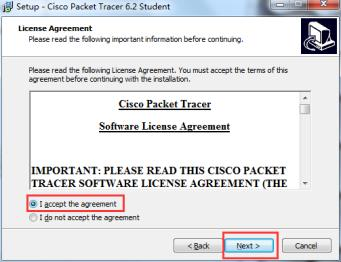 Setup - Cisco Packet Tracer 6.2 Student
License Agreement
Please read the following important information before continuing.
Please read the following License Agreement. You must accept the terms of this
agreement before continuing with the installation.
Cisco Packet Tracer
Software License Agreement
IMPORTANT: PLEASE READ THIS CISCO PACKET
TRACER SOFTWARE LICENSE AGREEMENT (THE
I accept the agreement
I do not accept the agreement
< Back Next > Cancel